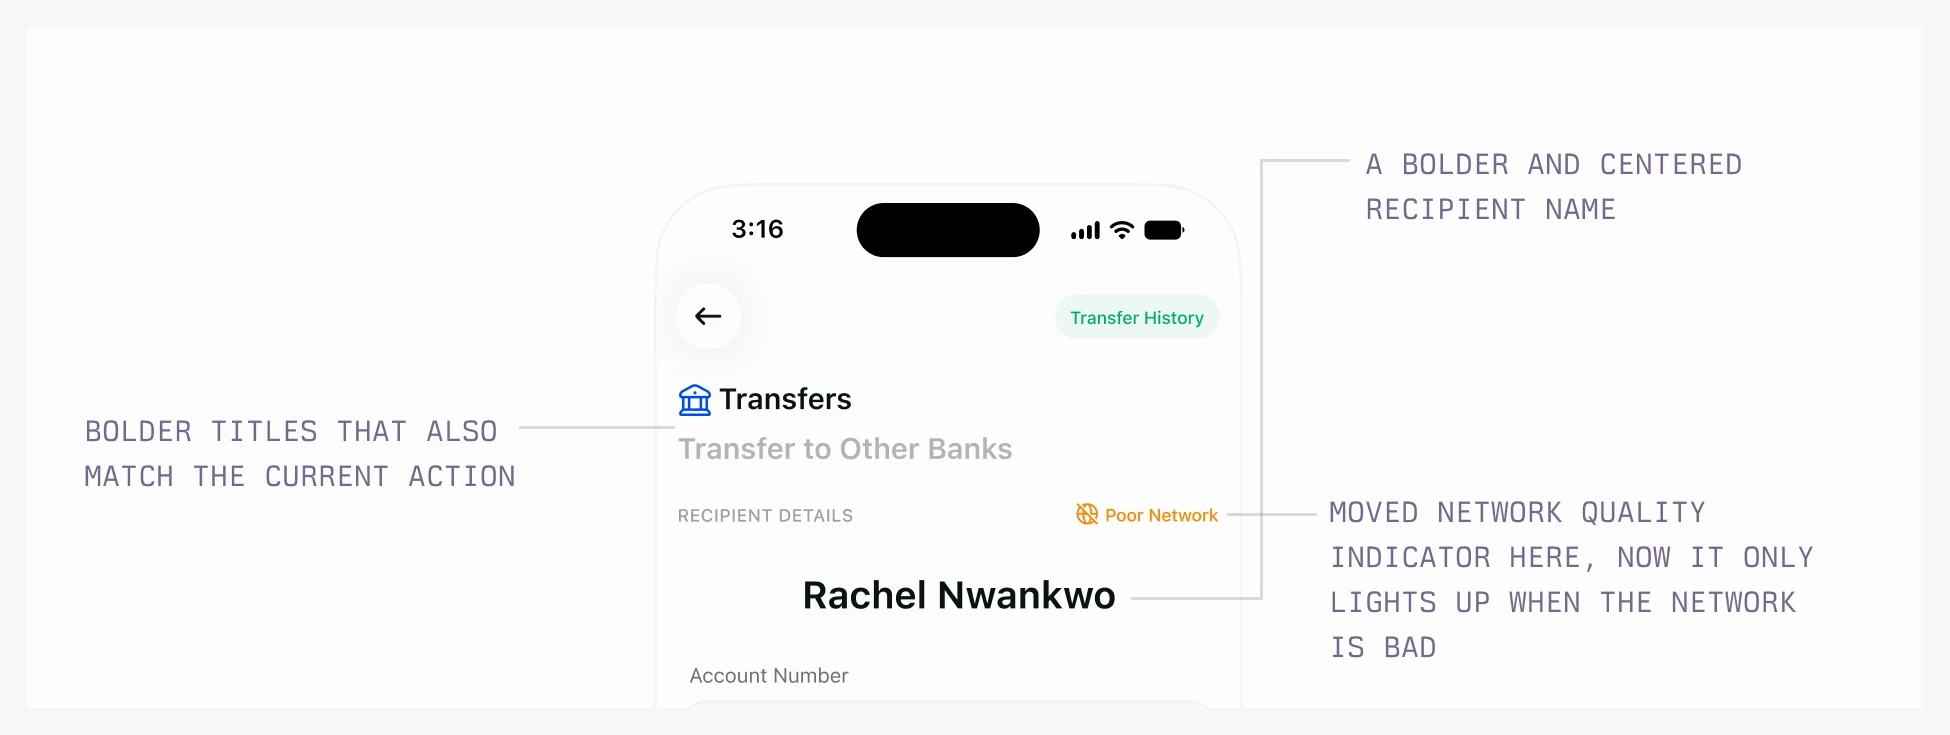 A BOLDER AND CENTERED
RECIPIENT NAME
3:16
Transfer History
Transfers
BOLDER TITLES THAT ALSO
MATCH THE CURRENT ACTION
Transfer to Other Banks
RECIPIENT DETAILS
Poor Network
MOVED NETWORK QUALITY
INDICATOR HERE, NOW IT ONLY
LIGHTS UP WHEN THE NETWORK
IS BAD
Rachel Nwankwo
Account Number